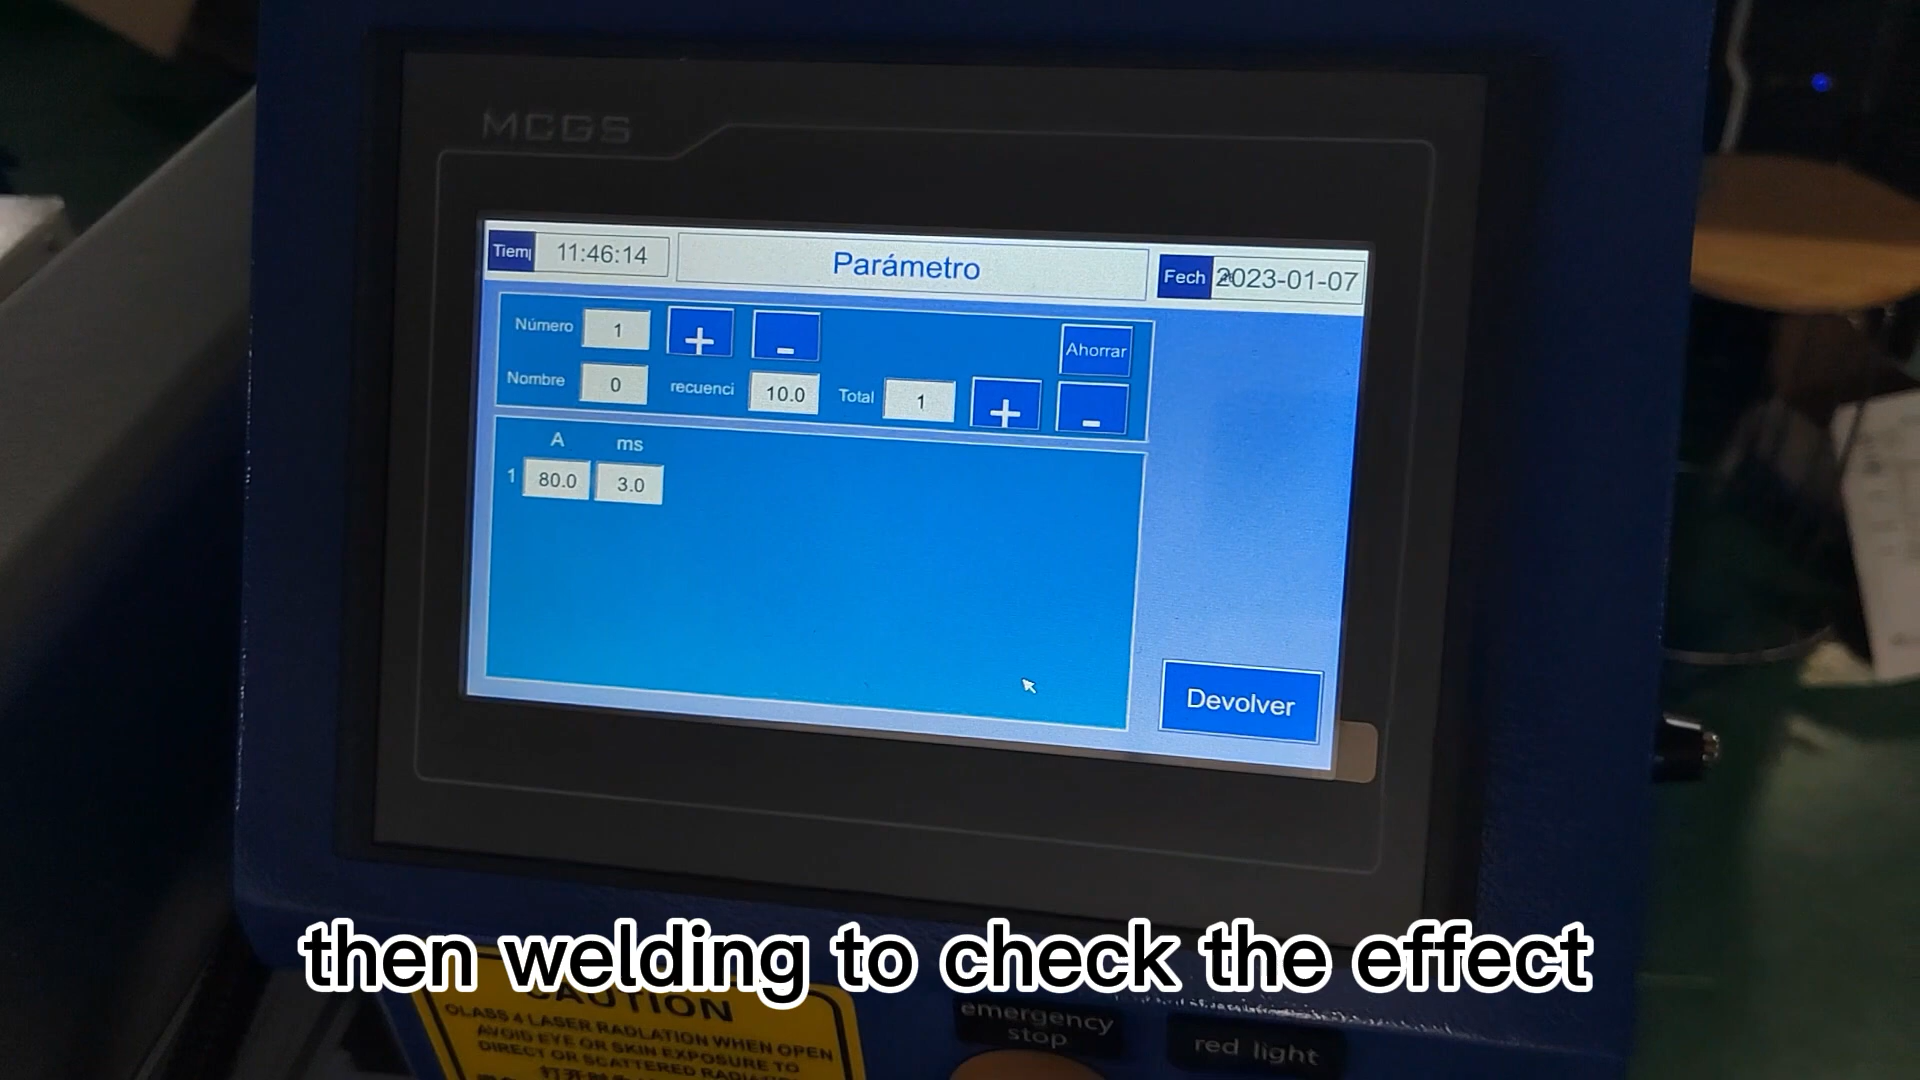 MCGS
Tiem 11:46:14 Parámetro Fech 2023-01-07
Número 1 + - Ahorrar
Nombre 0 recuenci 10.0 Total 1 + -
A ms
1 80.0 3.0
Devolver
then welding to check the effect
CAUTION
CLASS 4 LASER RADLATION WHEN OPEN
AVOID EYE OR SKIN EXPOSURE TO
DIRECT OR SCATTERED
emergency
stop
red light